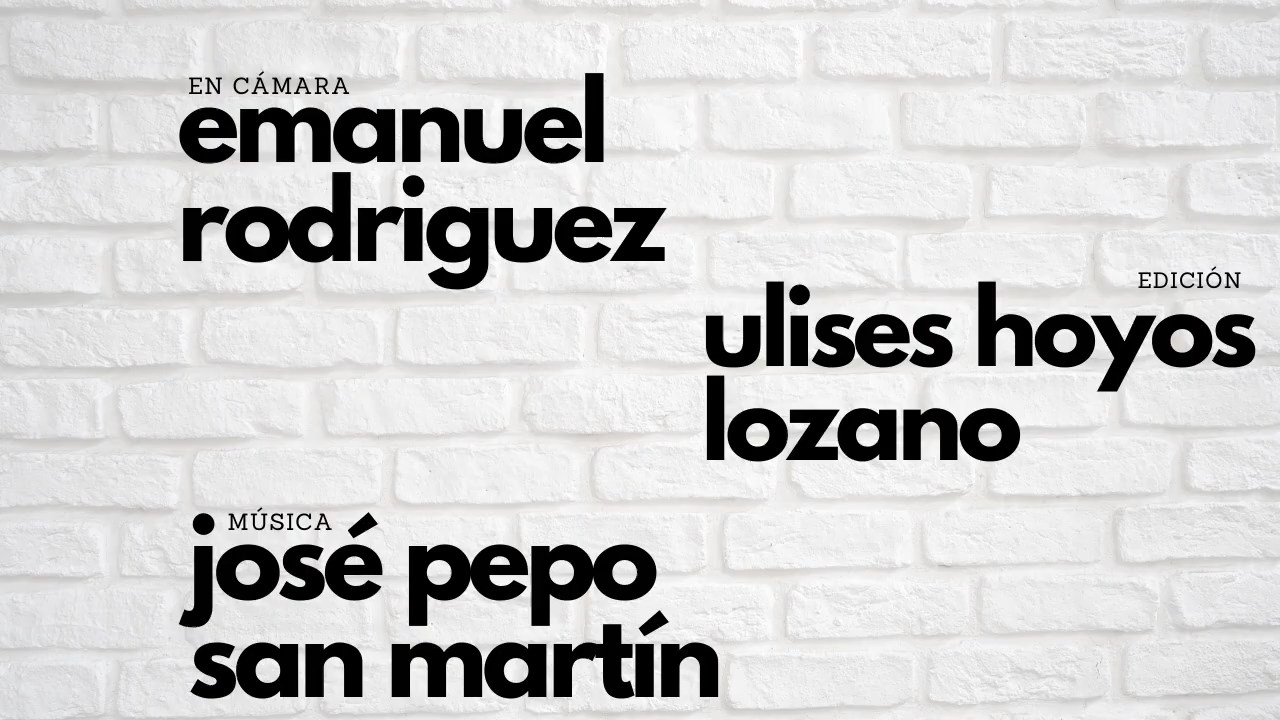 EN CÁMARA
emanuel
rodriguez
EDICIÓN
ulises hoyos
lozano
MÚSICA
josé pepo
san martín